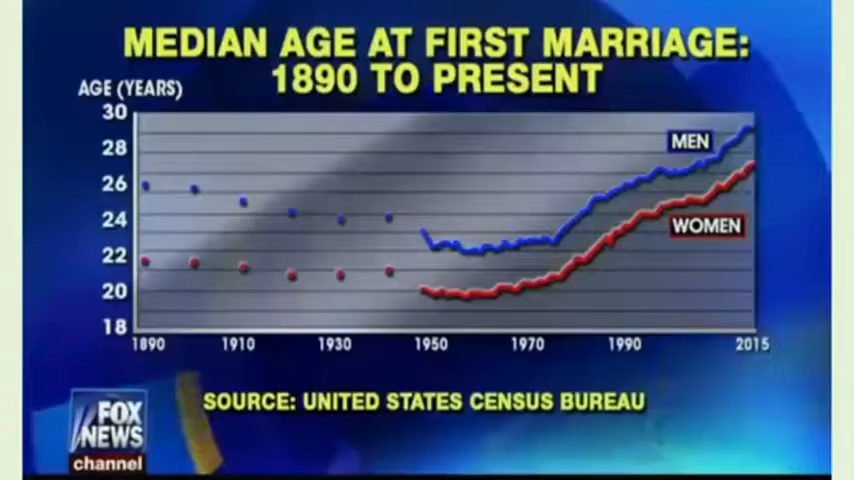 MEDIAN AGE AT FIRST MARRIAGE:
1890 TO PRESENT
AGE (YEARS)
30
28
26
24
22
20
18
MEN
WOMEN
1890 1910 1930 1950 1970 1990 2015
SOURCE: UNITED STATES CENSUS BUREAU
FOX
NEWS
channel